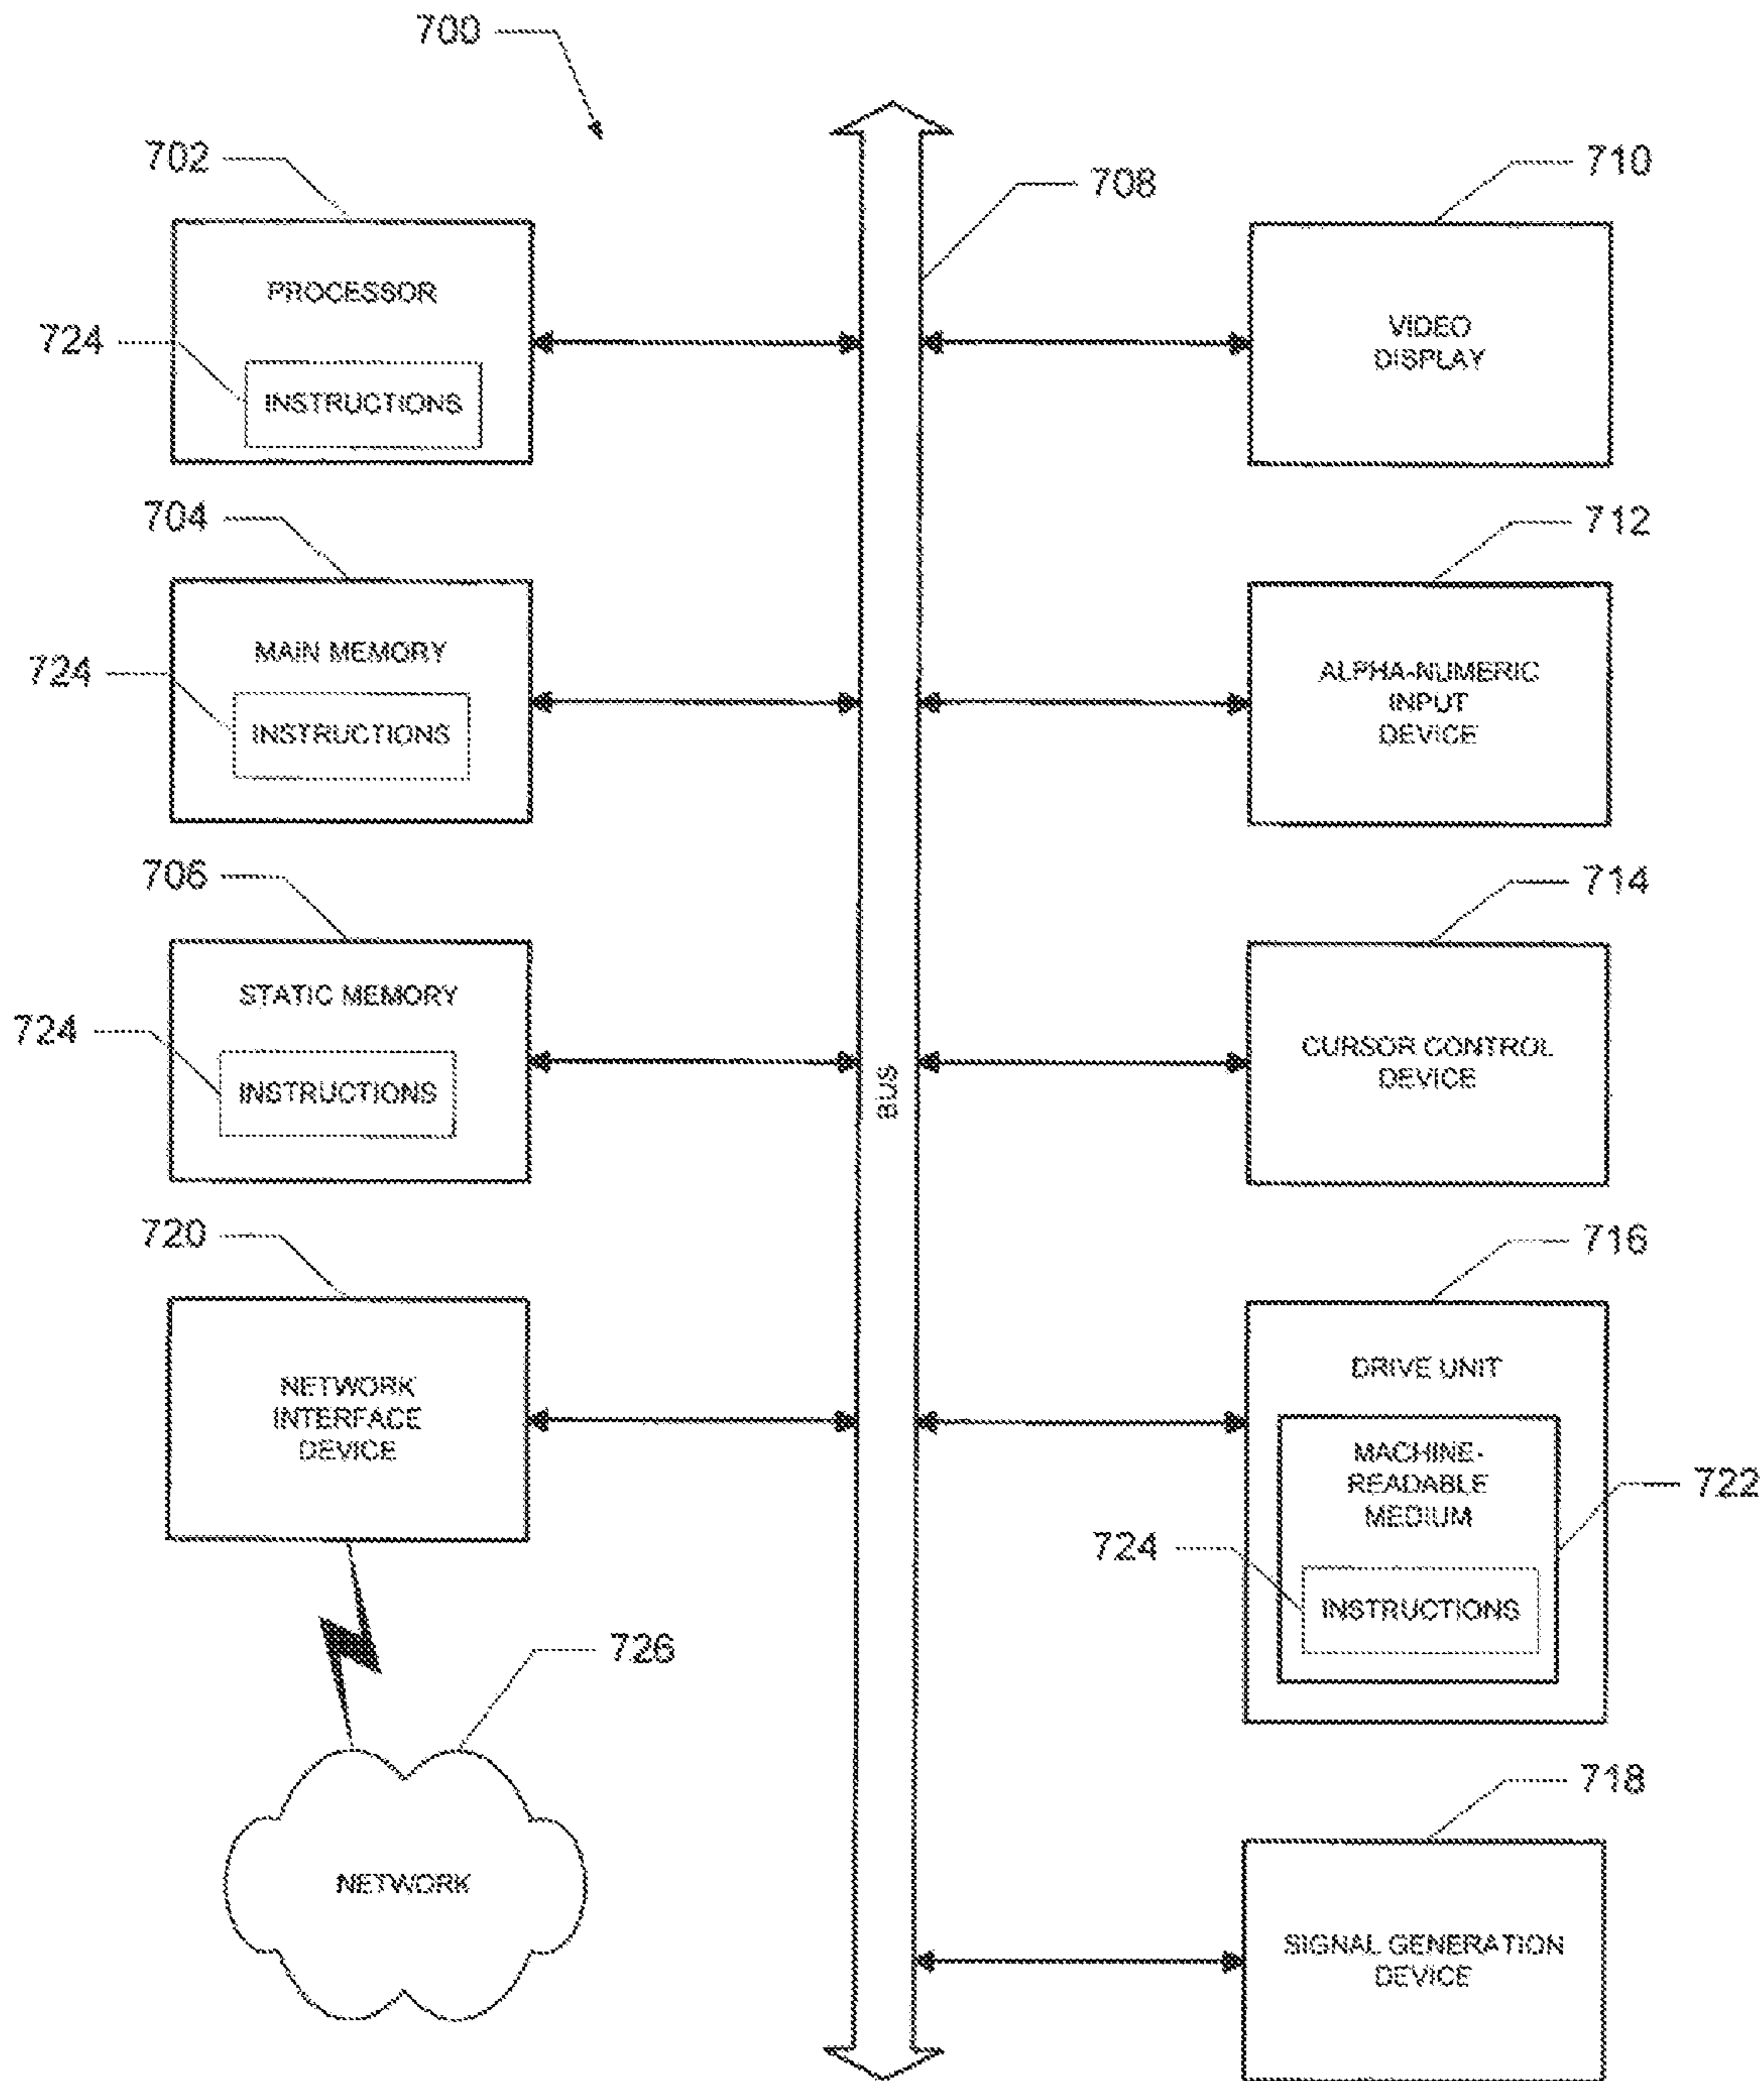 700
702
708
710
PROCESSOR
724
INSTRUCTIONS
VIDEO
DISPLAY
704
712
MAIN MEMORY
724
INSTRUCTIONS
ALPHA-NUMERIC
INPUT
DEVICE
706
714
STATIC MEMORY
724
INSTRUCTIONS
BUS
CURSOR CONTROL
DEVICE
720
716
NETWORK
INTERFACE
DEVICE
DRIVE UNIT
MACHINE-
READABLE
MEDIUM
722
724
INSTRUCTIONS
726
NETWORK
718
SIGNAL GENERATION
DEVICE